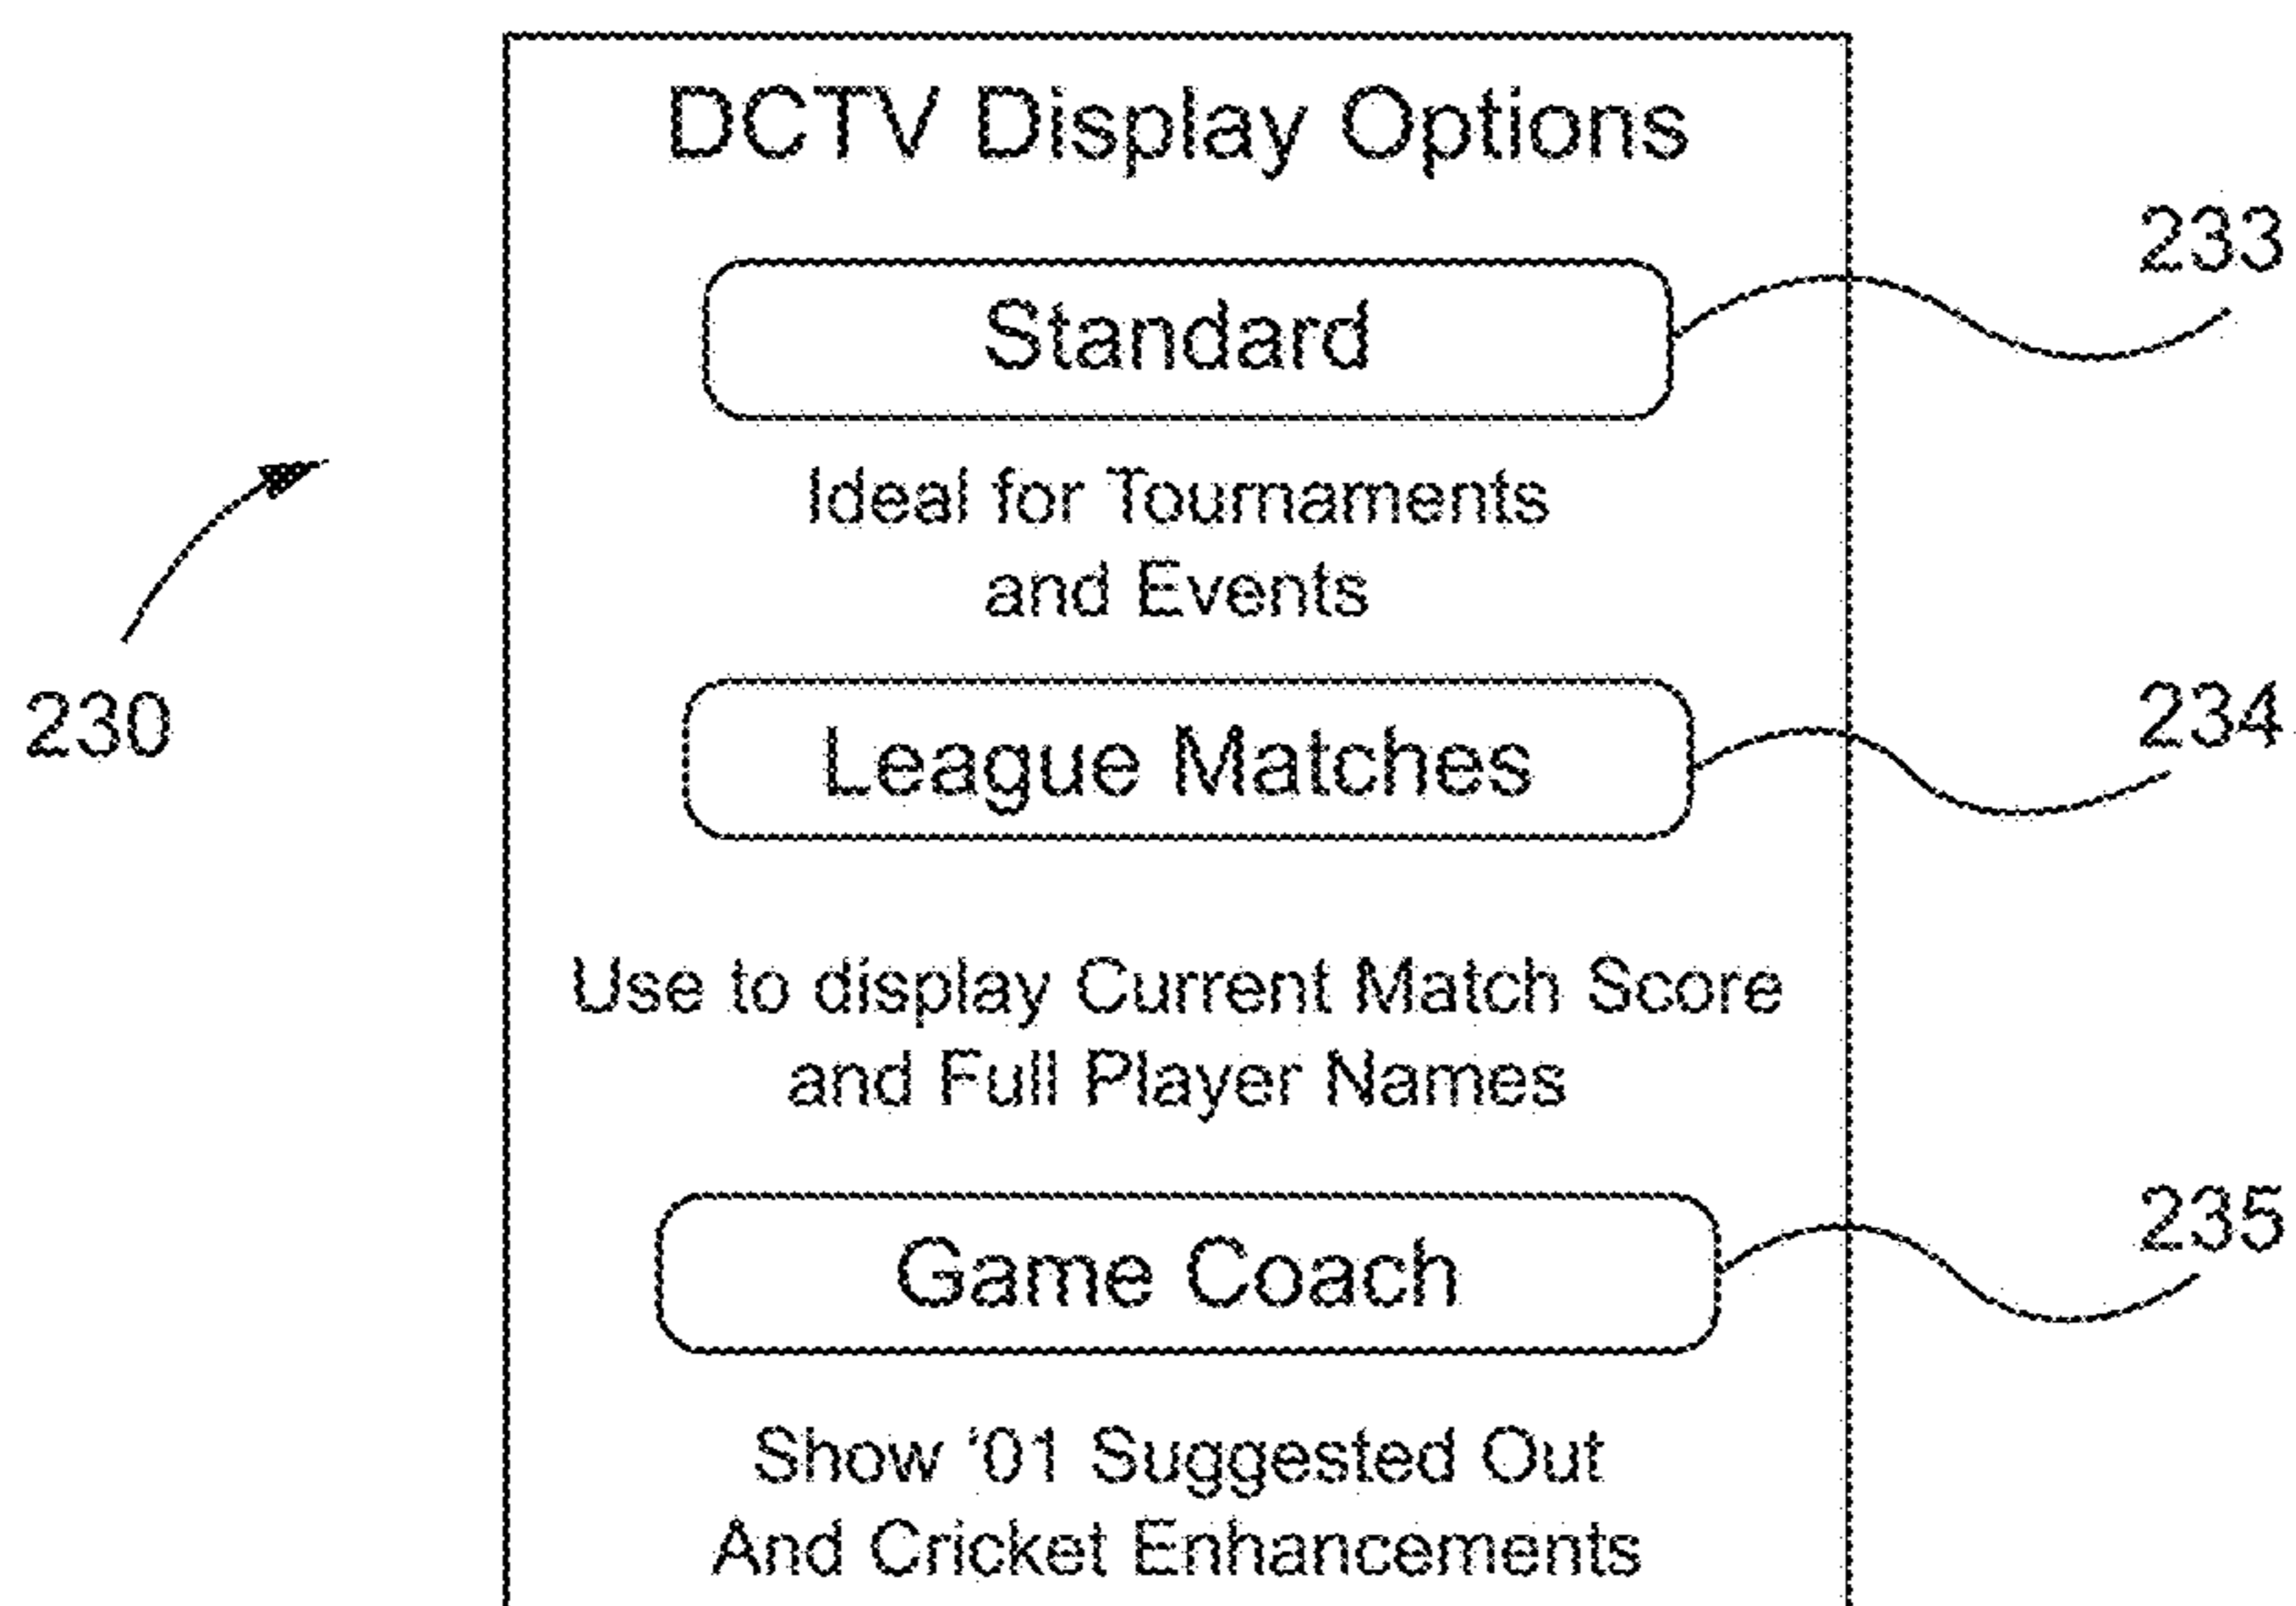 DCTV Display Options
233
Standard
Ideal for Tournaments
and Events
230
234
League Matches
Use to display Current Match Score
and Full Player Names
235
Game Coach
Show '01 Suggested Out
And Cricket Enhancements